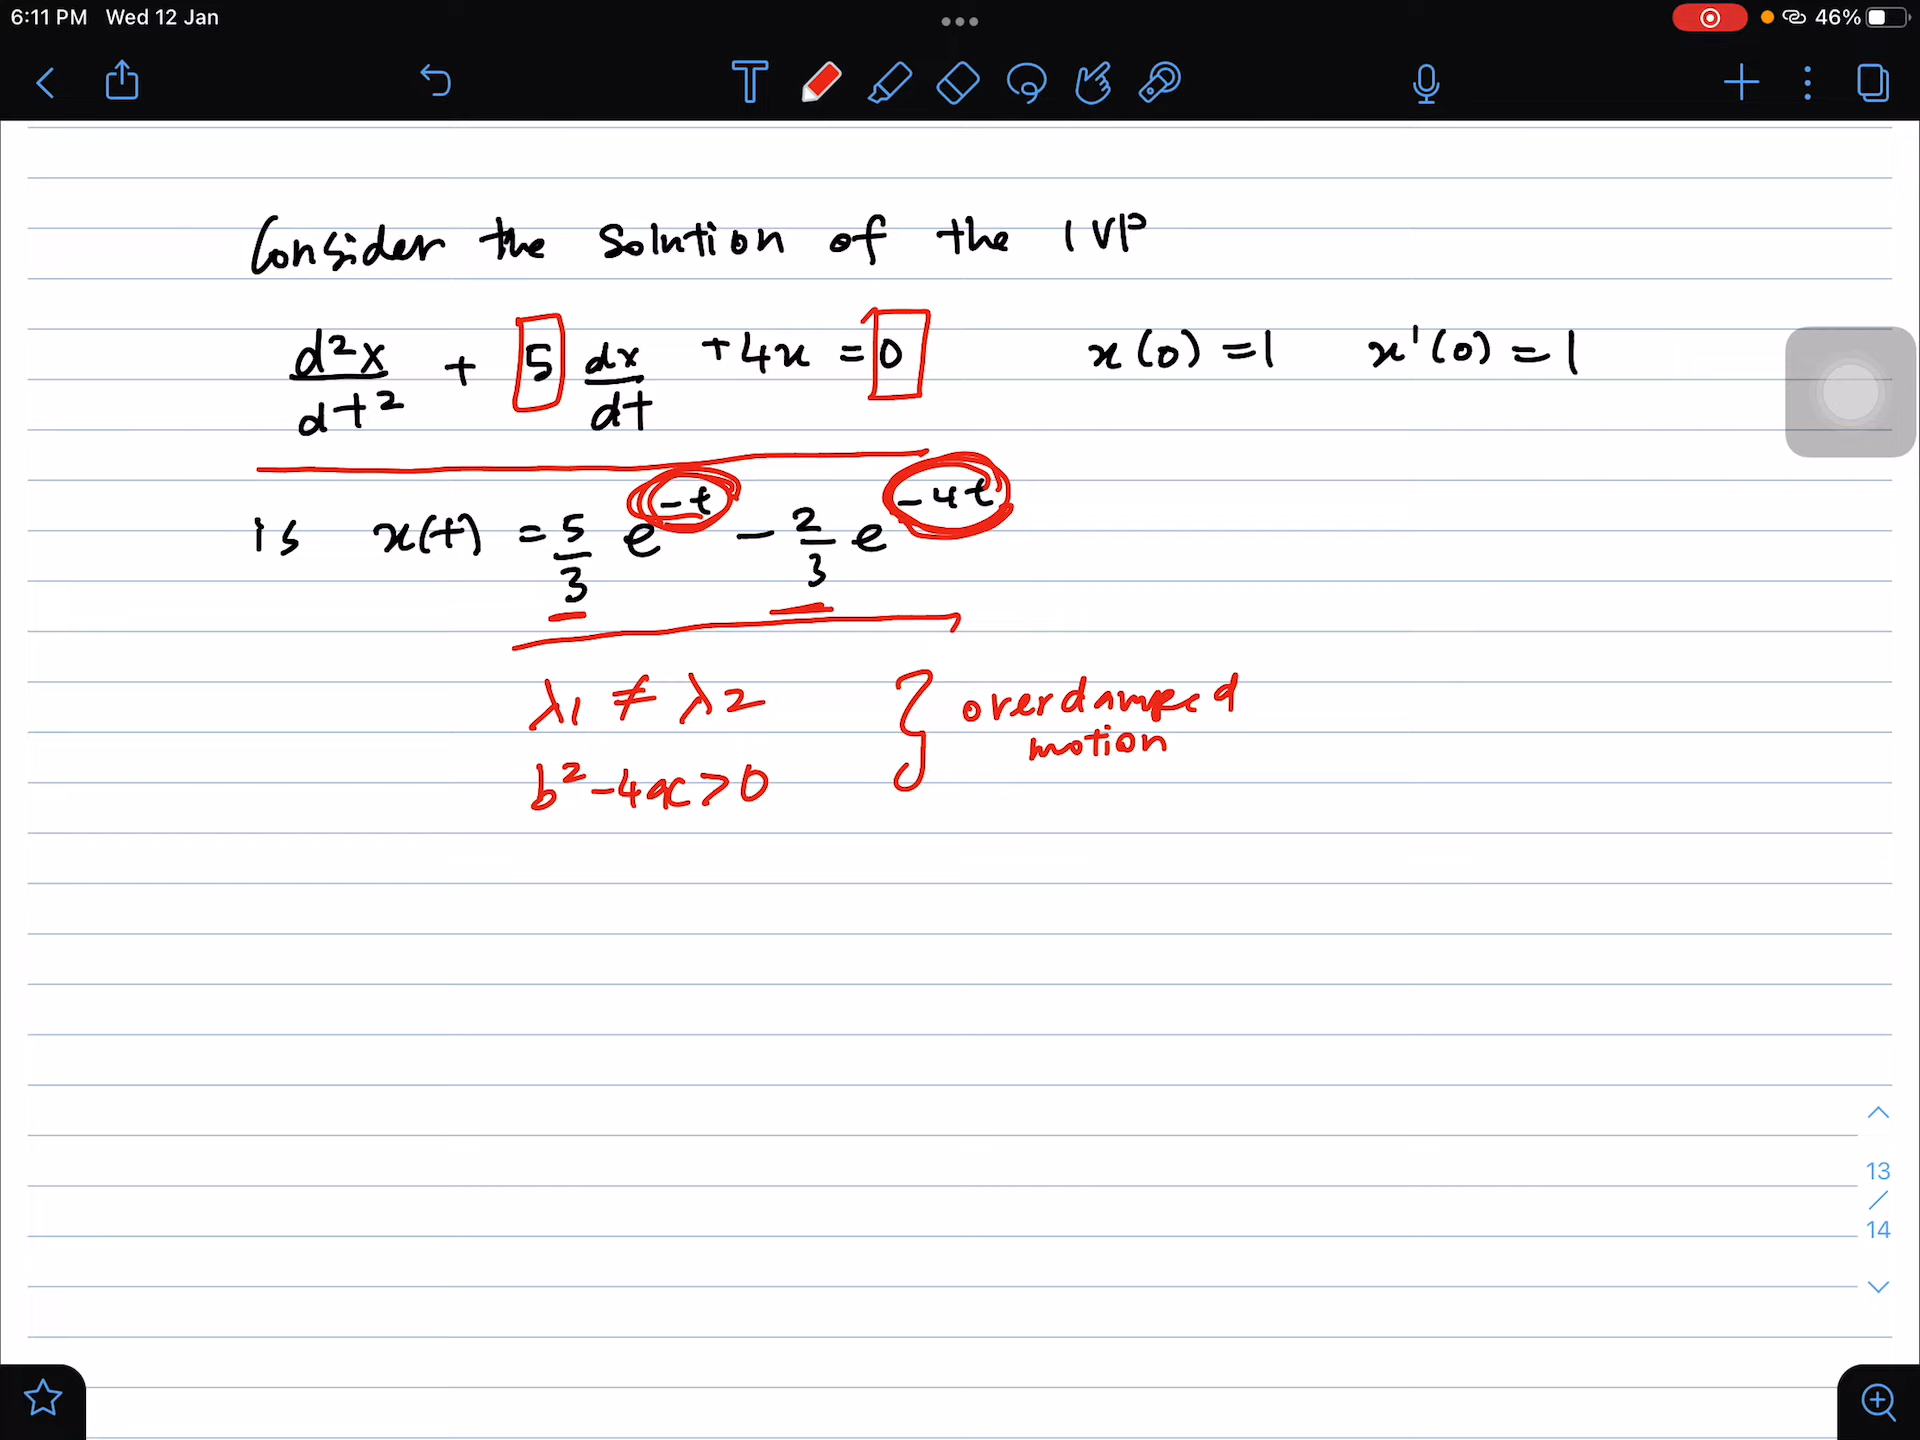 6:11 PM Wed 12 Jan
46%
T
Consider the solution of the IVP
d²x/dt² + 5 dx/dt + 4x = 0 x(0) = 1 x'(0) = 1
is x(t) = 5/3 e^(-t) - 2/3 e^(-4t)
λ1 ≠ λ2 } overdamped
motion
b² - 4ac > 0
13
/
14